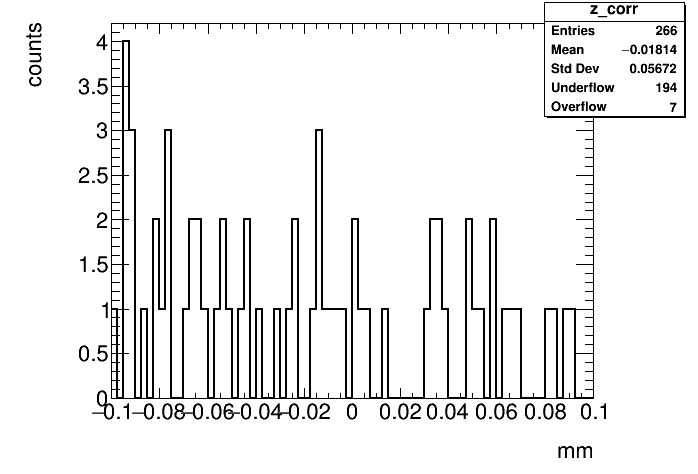 z_corr
Entries 266
Mean −0.01814
Std Dev 0.05672
Underflow 194
Overflow 7
counts
4
3.5
3
2.5
2
1.5
1
0.5
0
−0.1 −0.08 −0.06 −0.04 −0.02 0 0.02 0.04 0.06 0.08 0.1
mm